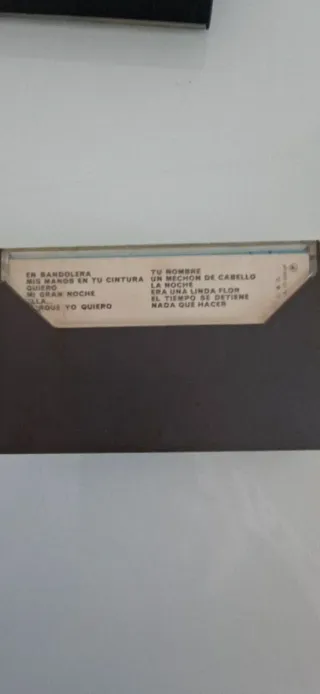 EN BANDOLERA
MIS MANOS EN TU CINTURA
QUIERO
MI GRAN NOCHE
ELLA..
PORQUE YO QUIERO
TU NOMBRE
UN MECHON DE CABELLO
LA NOCHE
ERA UNA LINDA FLOR
EL TIEMPO SE DETIENE
NADA QUE HACER